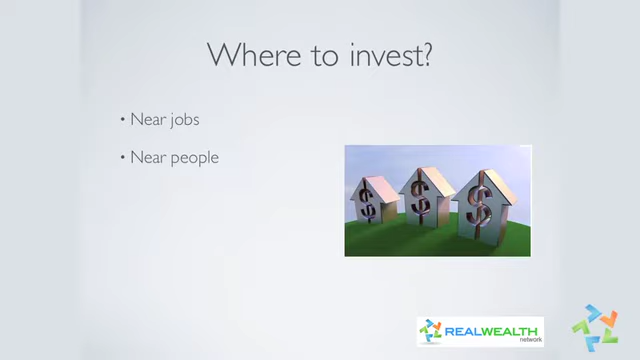 Where to invest?
• Near jobs
• Near people
$ $ $
REALWEALTH
network